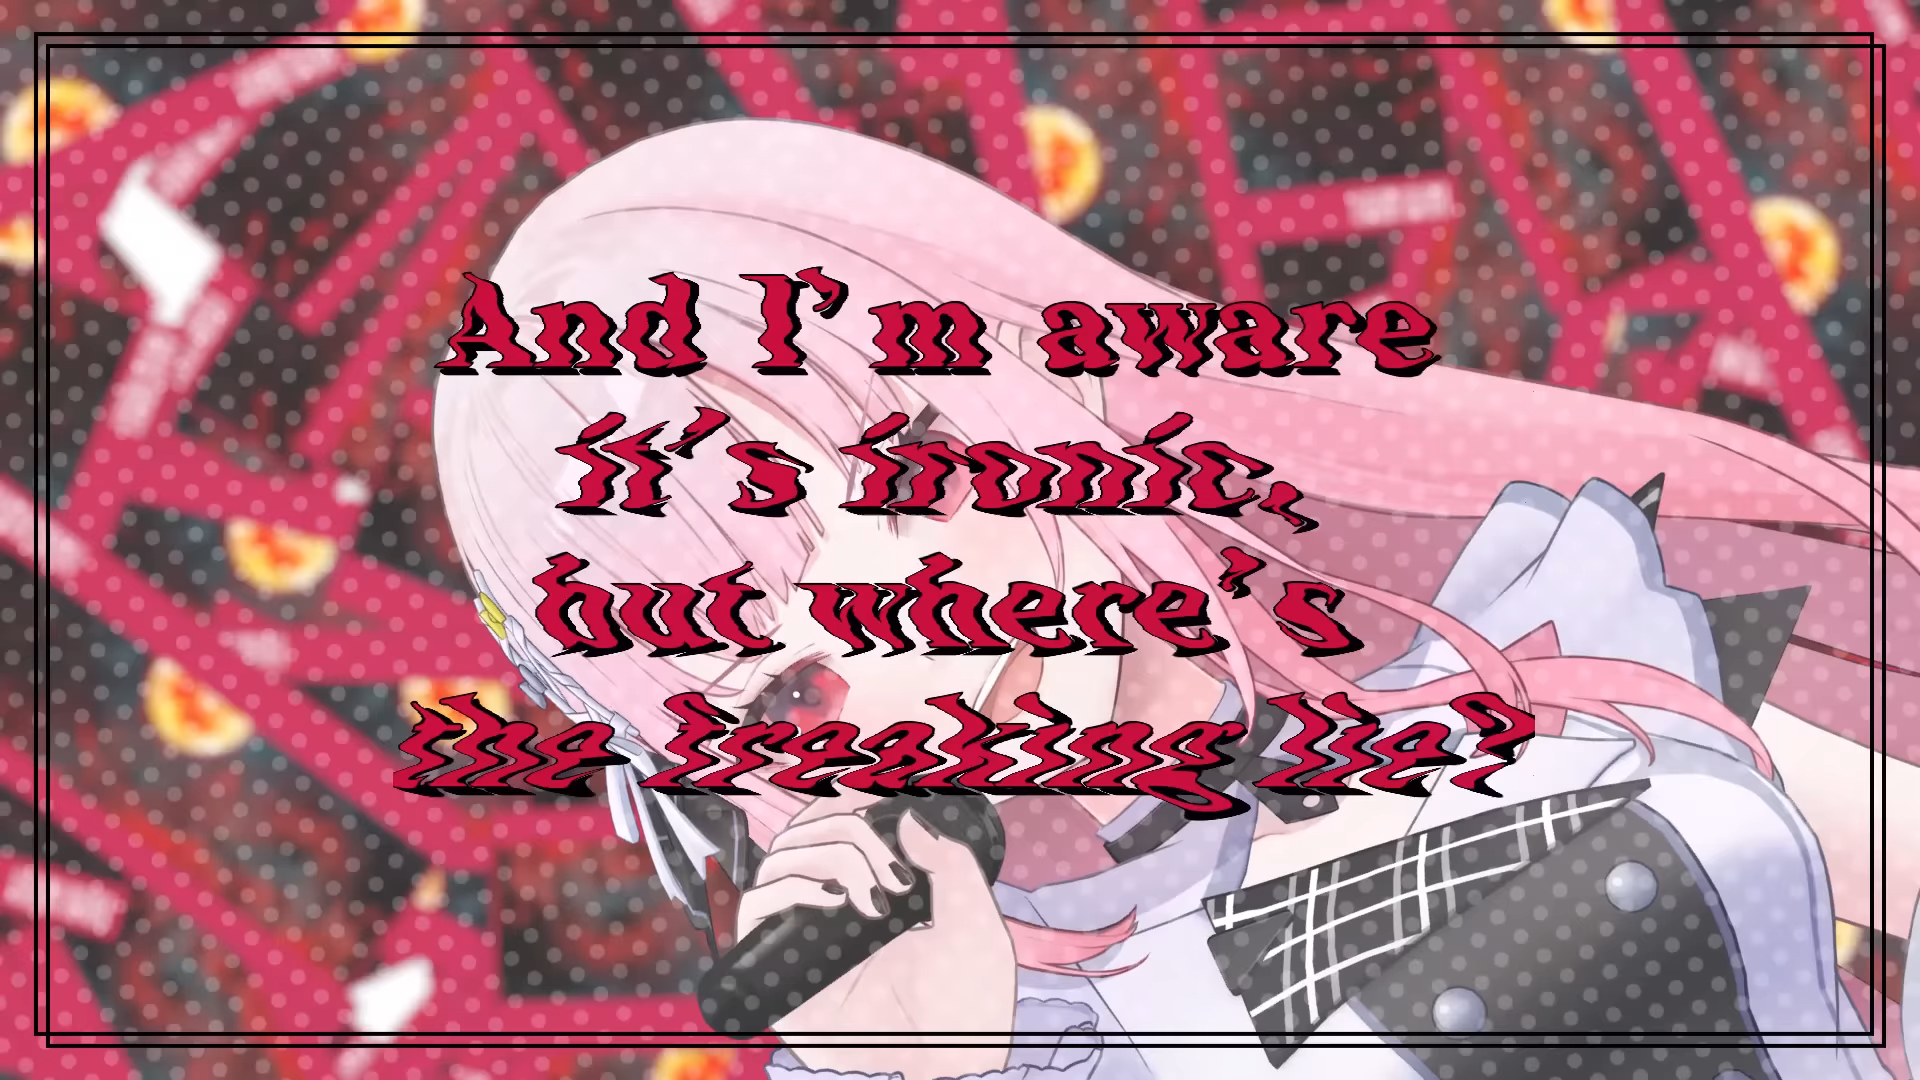 And I'm aware
it's ironic,
but where's
the freaking lie?